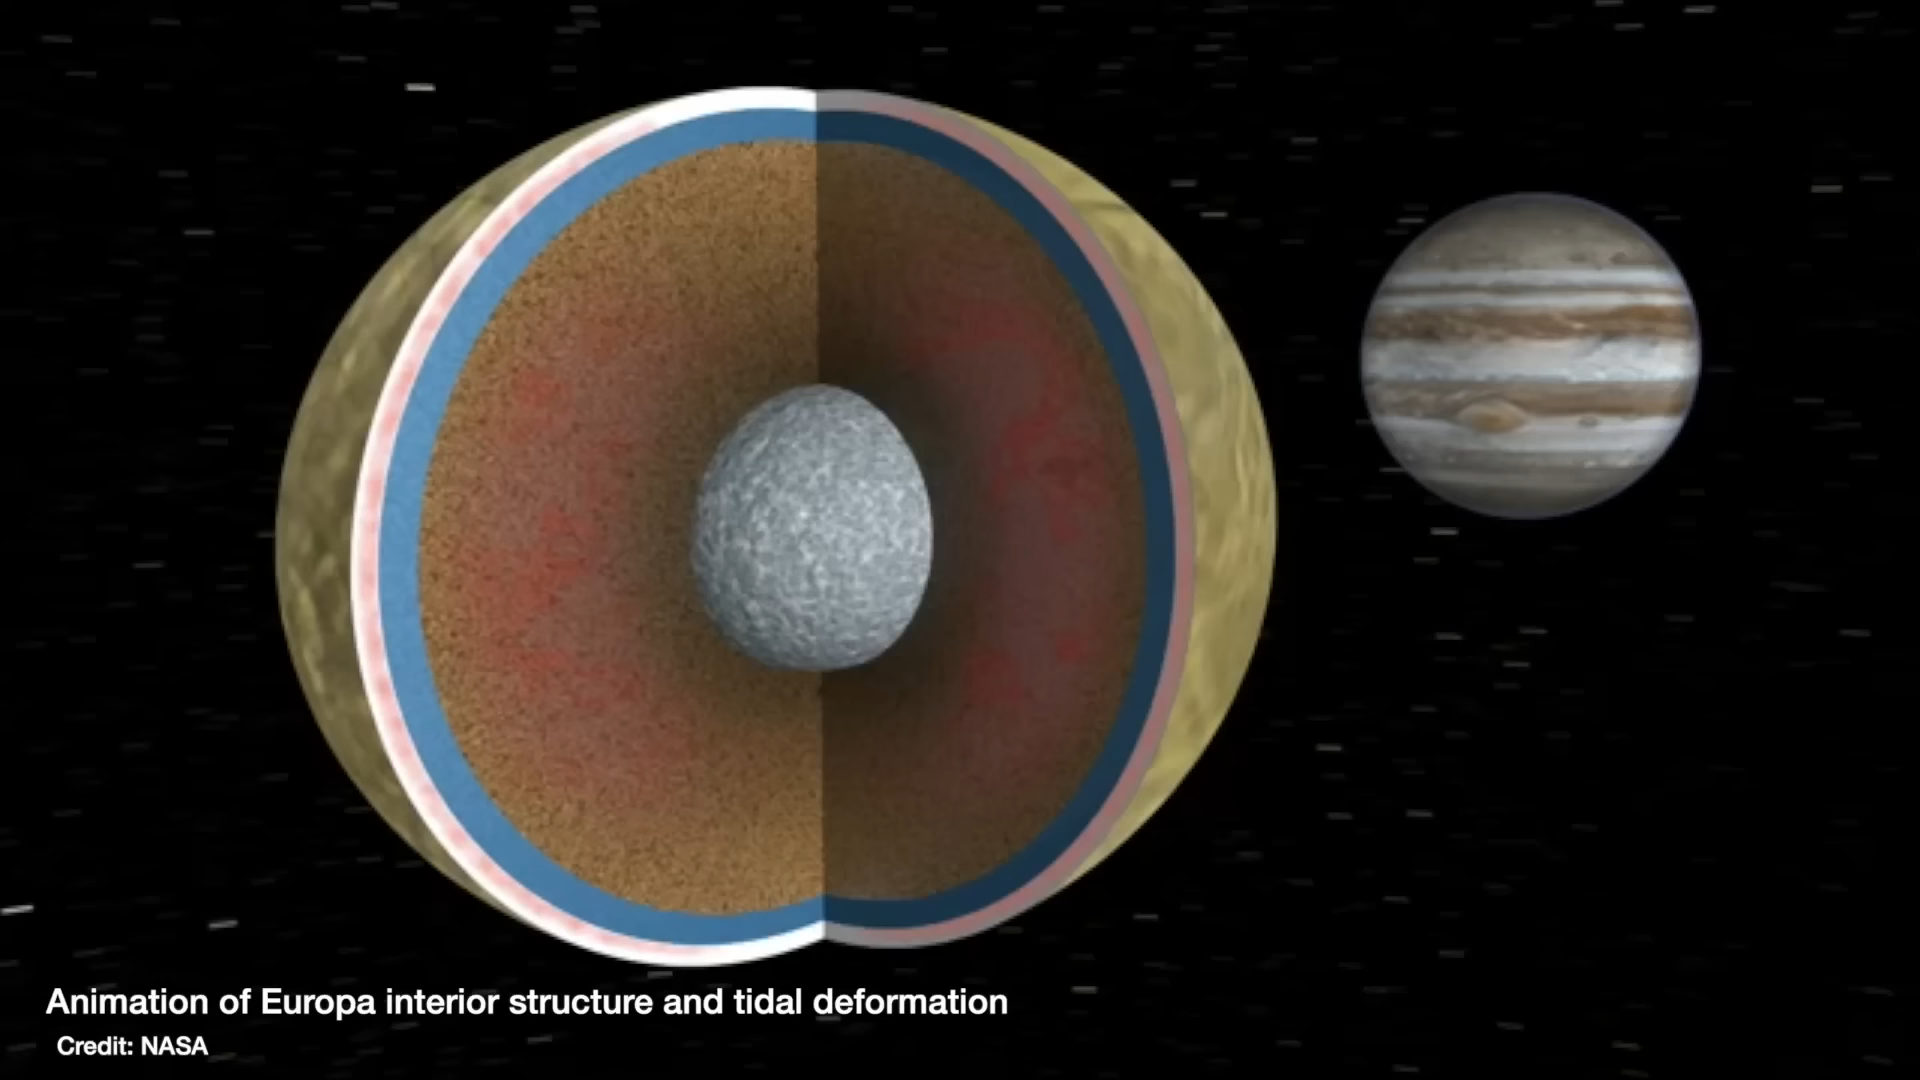 Animation of Europa interior structure and tidal deformation
Credit: NASA